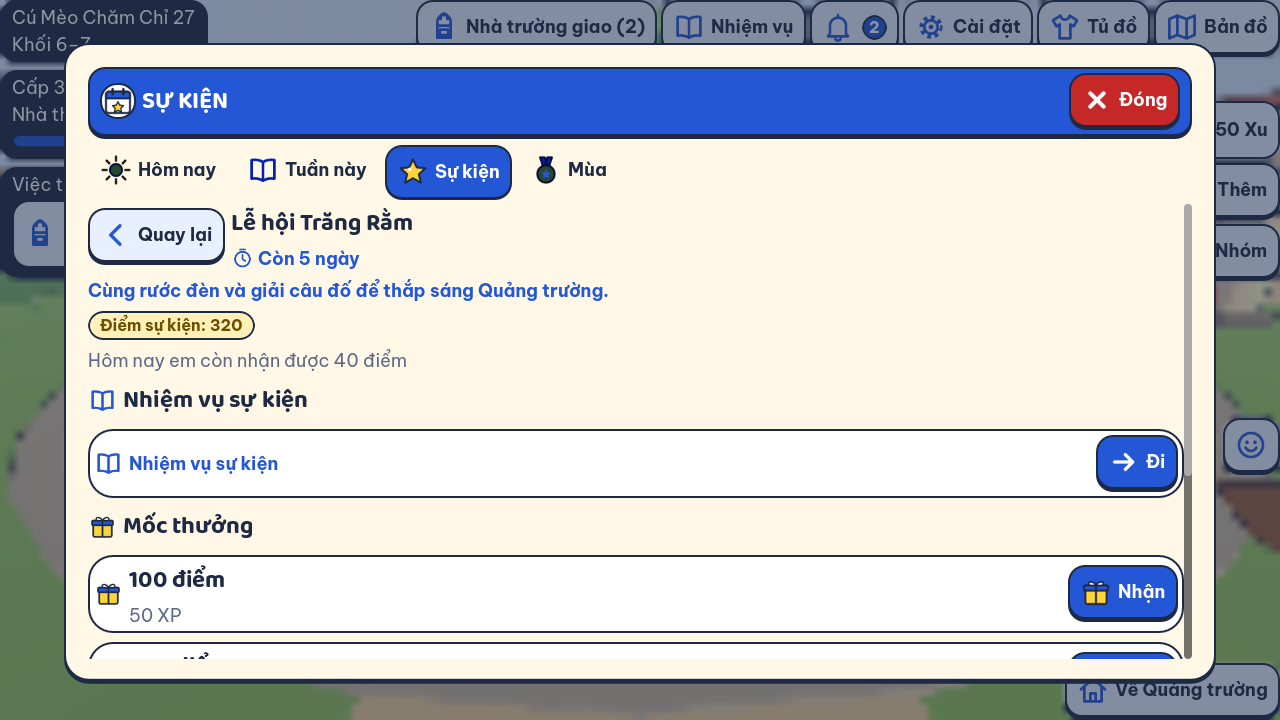 Cú Mèo Chăm Chỉ 27
Khối 6–7
Nhà trường giao (2)
Nhiệm vụ
2
Cài đặt
Tủ đồ
Bản đồ
Cấp 3
Nhà
Việc
50 Xu
Thêm
Nhóm
SỰ KIỆN
Đóng
Hôm nay
Tuần này
Sự kiện
Mùa
Quay lại
Lễ hội Trăng Rằm
Còn 5 ngày
Cùng rước đèn và giải câu đố để thắp sáng Quảng trường.
Điểm sự kiện: 320
Hôm nay em còn nhận được 40 điểm
Nhiệm vụ sự kiện
Nhiệm vụ sự kiện
Đi
Mốc thưởng
100 điểm
50 XP
Nhận
Về Quảng trường